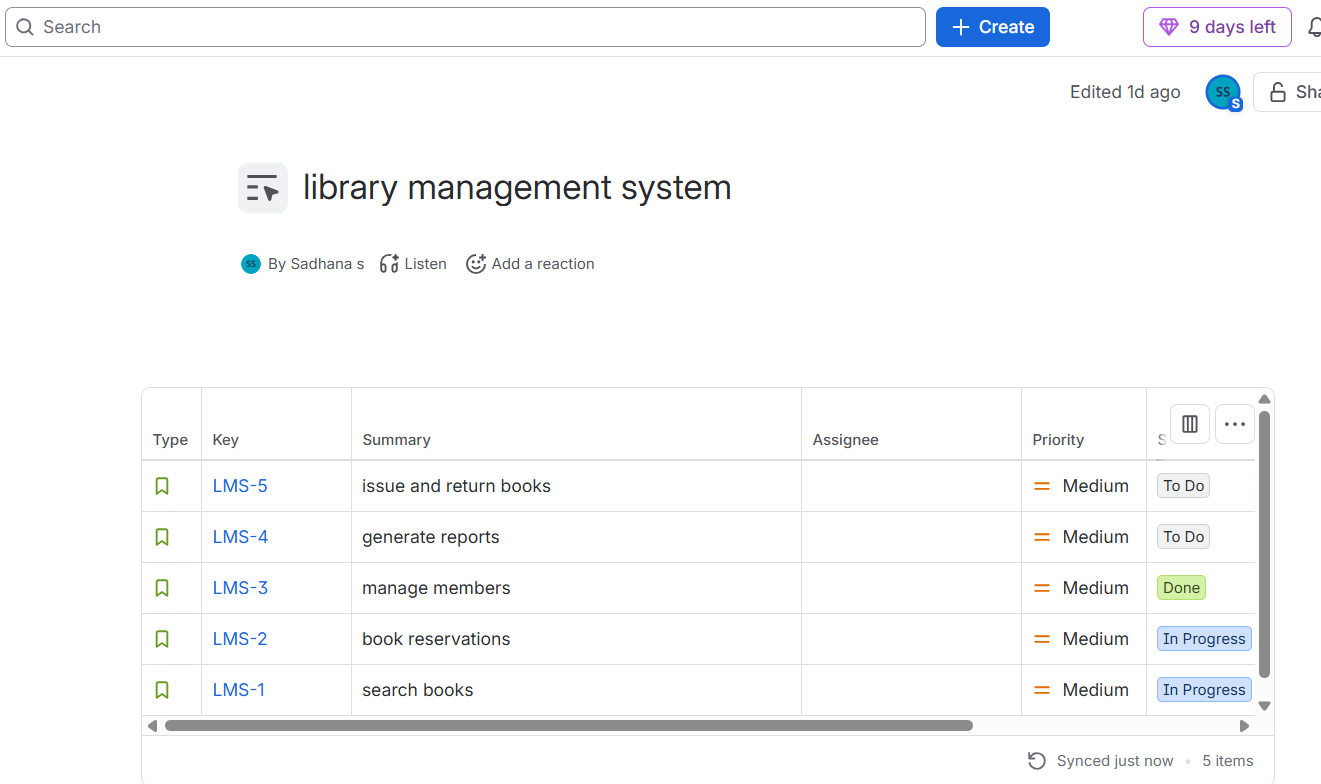 Search
Create
9 days left
Edited 1d ago
SS
S
library management system
SS By Sadhana s Listen Add a reaction
Type Key Summary Assignee Priority
LMS-5 issue and return books Medium To Do
LMS-4 generate reports Medium To Do
LMS-3 manage members Medium Done
LMS-2 book reservations Medium In Progress
LMS-1 search books Medium In Progress
Synced just now • 5 items